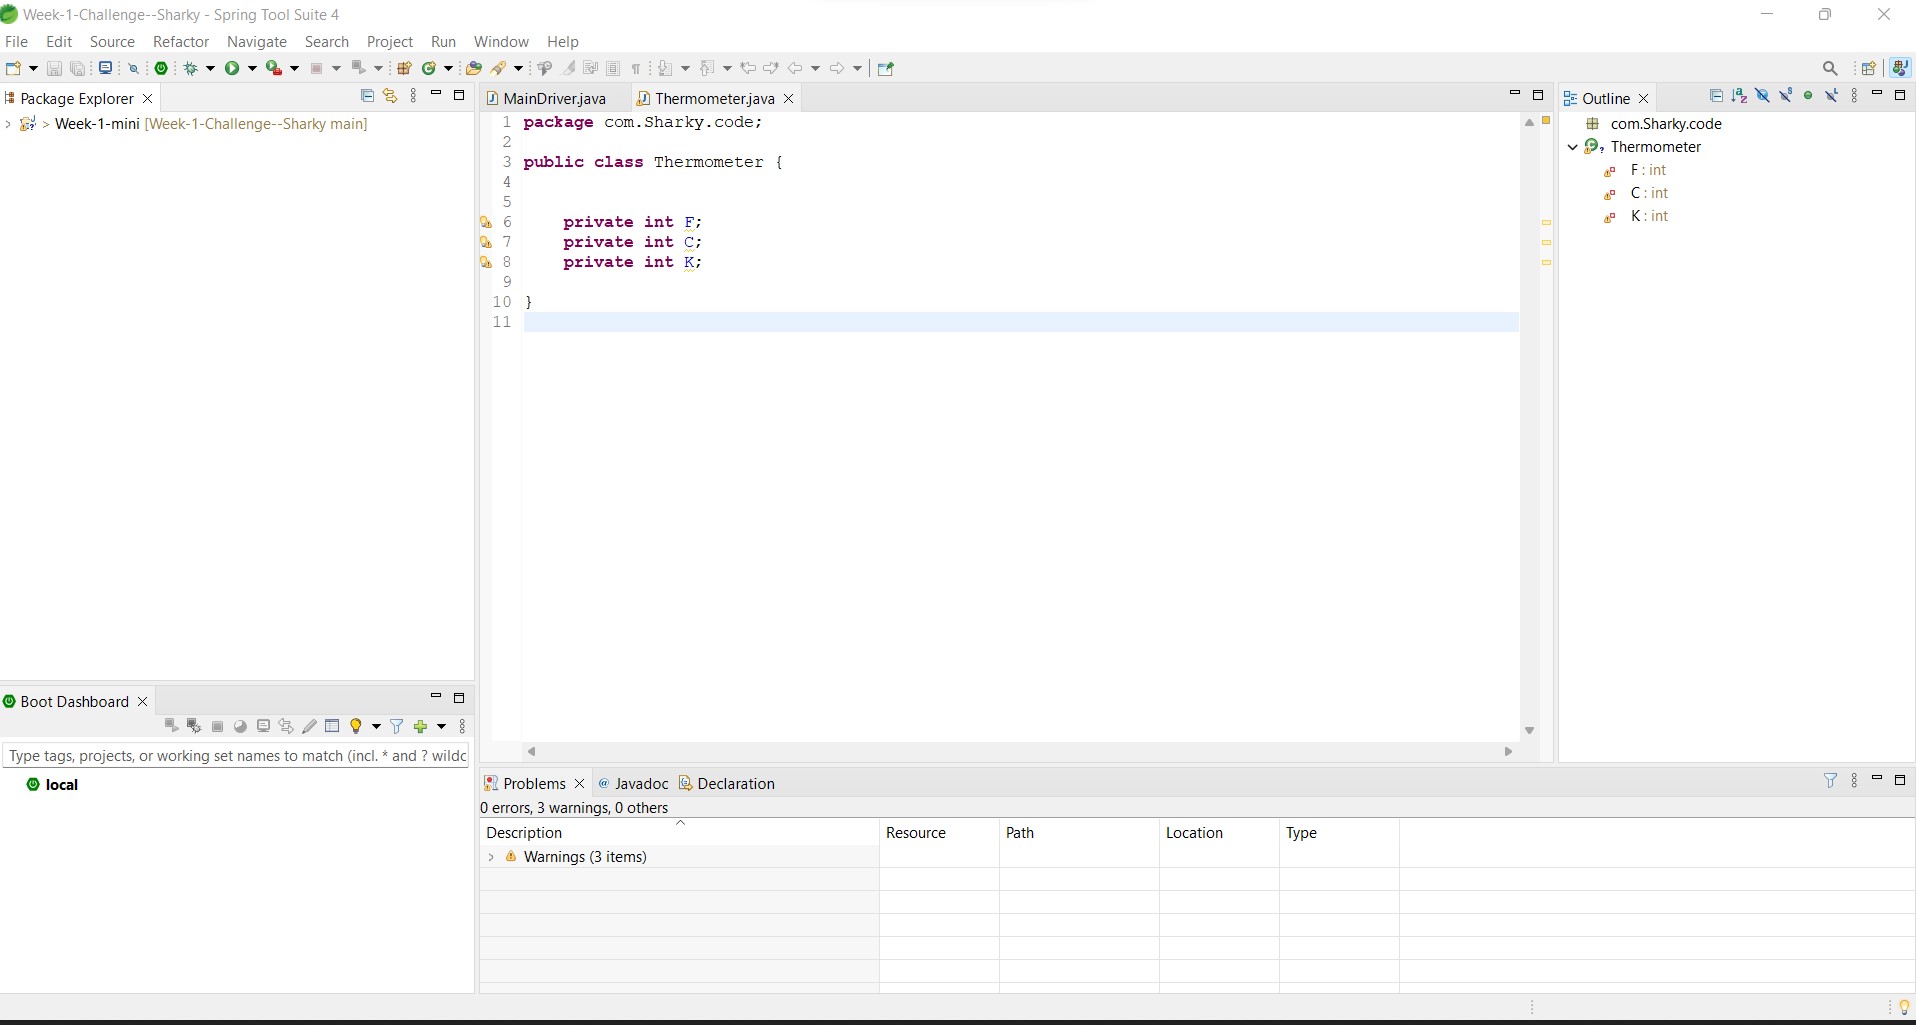 Week-1-Challenge--Sharky - Spring Tool Suite 4
File Edit Source Refactor Navigate Search Project Run Window Help
Package Explorer
> Week-1-mini [Week-1-Challenge--Sharky main]
MainDriver.java Thermometer.java
1 package com.Sharky.code;
2
3 public class Thermometer {
4
5
6 private int F;
7 private int C;
8 private int K;
9
10 }
11
Outline
com.Sharky.code
Thermometer
F : int
C : int
K : int
Boot Dashboard
Type tags, projects, or working set names to match (incl. * and ? wildc
local
Problems @ Javadoc Declaration
0 errors, 3 warnings, 0 others
Description Resource Path Location Type
Warnings (3 items)